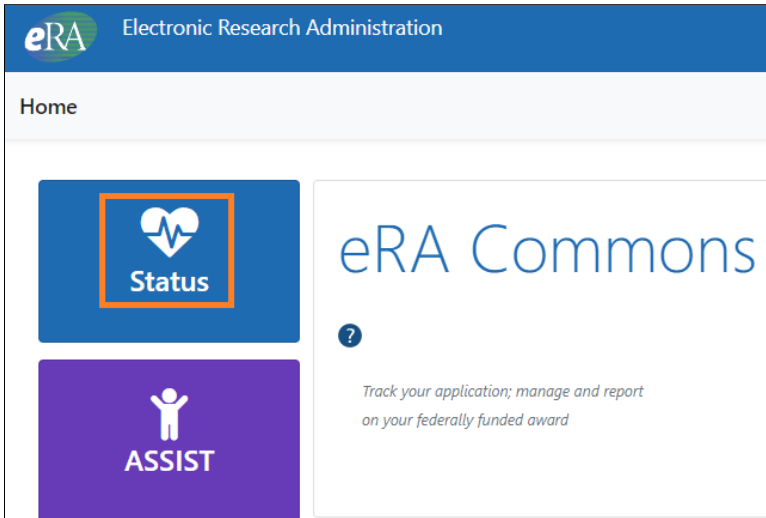 eRA
Electronic Research Administration
Home
Status
eRA Commons
?
Track your application; manage and report
on your federally funded award
ASSIST